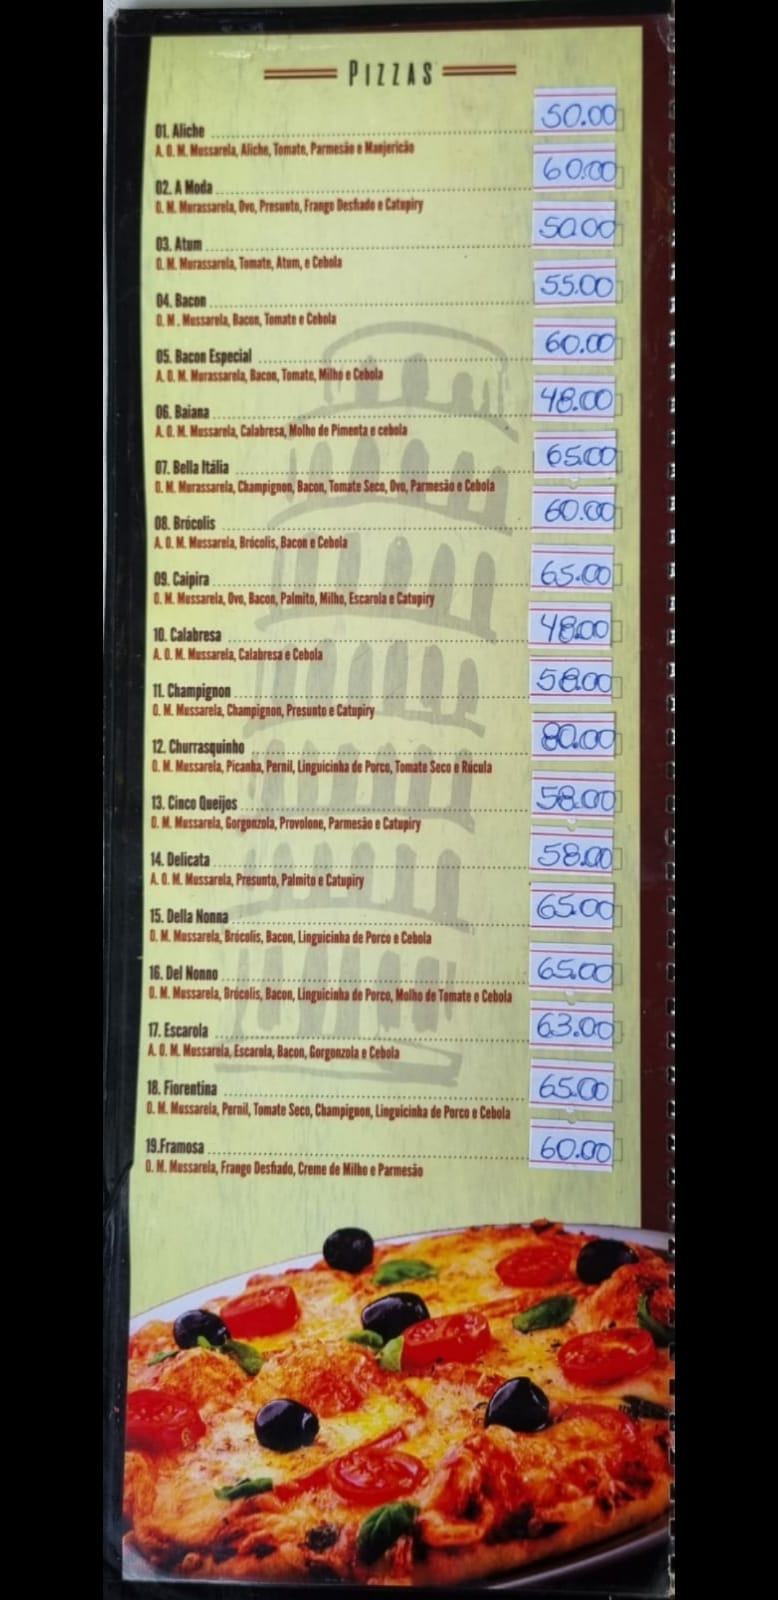 PIZZAS
01. Aliche 50.00
A. O. M. Mussarela, Aliche, Tomate, Parmesão e Manjericão
02. A Moda 60.00
O. M. Murassarela, Ovo, Presunto, Frango Desfiado e Catupiry
03. Atum 50.00
O. M. Murassarela, Tomate, Atum, e Cebola
04. Bacon 55.00
O. M . Mussarela, Bacon, Tomate e Cebola
05. Bacon Especial 60.00
A. O. M. Murassarela, Bacon, Tomate, Milho e Cebola
06. Baiana 48.00
A. O. M. Mussarela, Calabresa, Molho de Pimenta e cebola
07. Bella Itália 65.00
O. M. Murassarela, Champignon, Bacon, Tomate Seco, Ovo, Parmesão e Cebola
08. Brócolis 60.00
A. O. M. Mussarela, Brócolis, Bacon e Cebola
09. Caipira 65.00
O. M. Mussarela, Ovo, Bacon, Palmito, Milho, Escarola e Catupiry
10. Calabresa 48.00
A. O. M. Mussarela, Calabresa e Cebola
11. Champignon 58.00
O. M. Mussarela, Champignon, Presunto e Catupiry
12. Churrasquinho 80.00
O. M. Mussarela, Picanha, Pernil, Linguicinha de Porco, Tomate Seco e Rúcula
13. Cinco Queijos 58.00
O. M. Mussarela, Gorgonzola, Provolone, Parmesão e Catupiry
14. Delicata 58.00
A. O. M. Mussarela, Presunto, Palmito e Catupiry
15. Della Nonna 65.00
O. M. Mussarela, Brócolis, Bacon, Linguicinha de Porco e Cebola
16. Del Nonno 65.00
O. M. Mussarela, Brócolis, Bacon, Linguicinha de Porco, Molho de Tomate e Cebola
17. Escarola 63.00
A. O. M. Mussarela, Escarola, Bacon, Gorgonzola e Cebola
18. Fiorentina 65.00
O. M. Mussarela, Pernil, Tomate Seco, Champignon, Linguicinha de Porco e Cebola
19.Framosa 60.00
O. M. Mussarela, Frango Desfiado, Creme de Milho e Parmesão